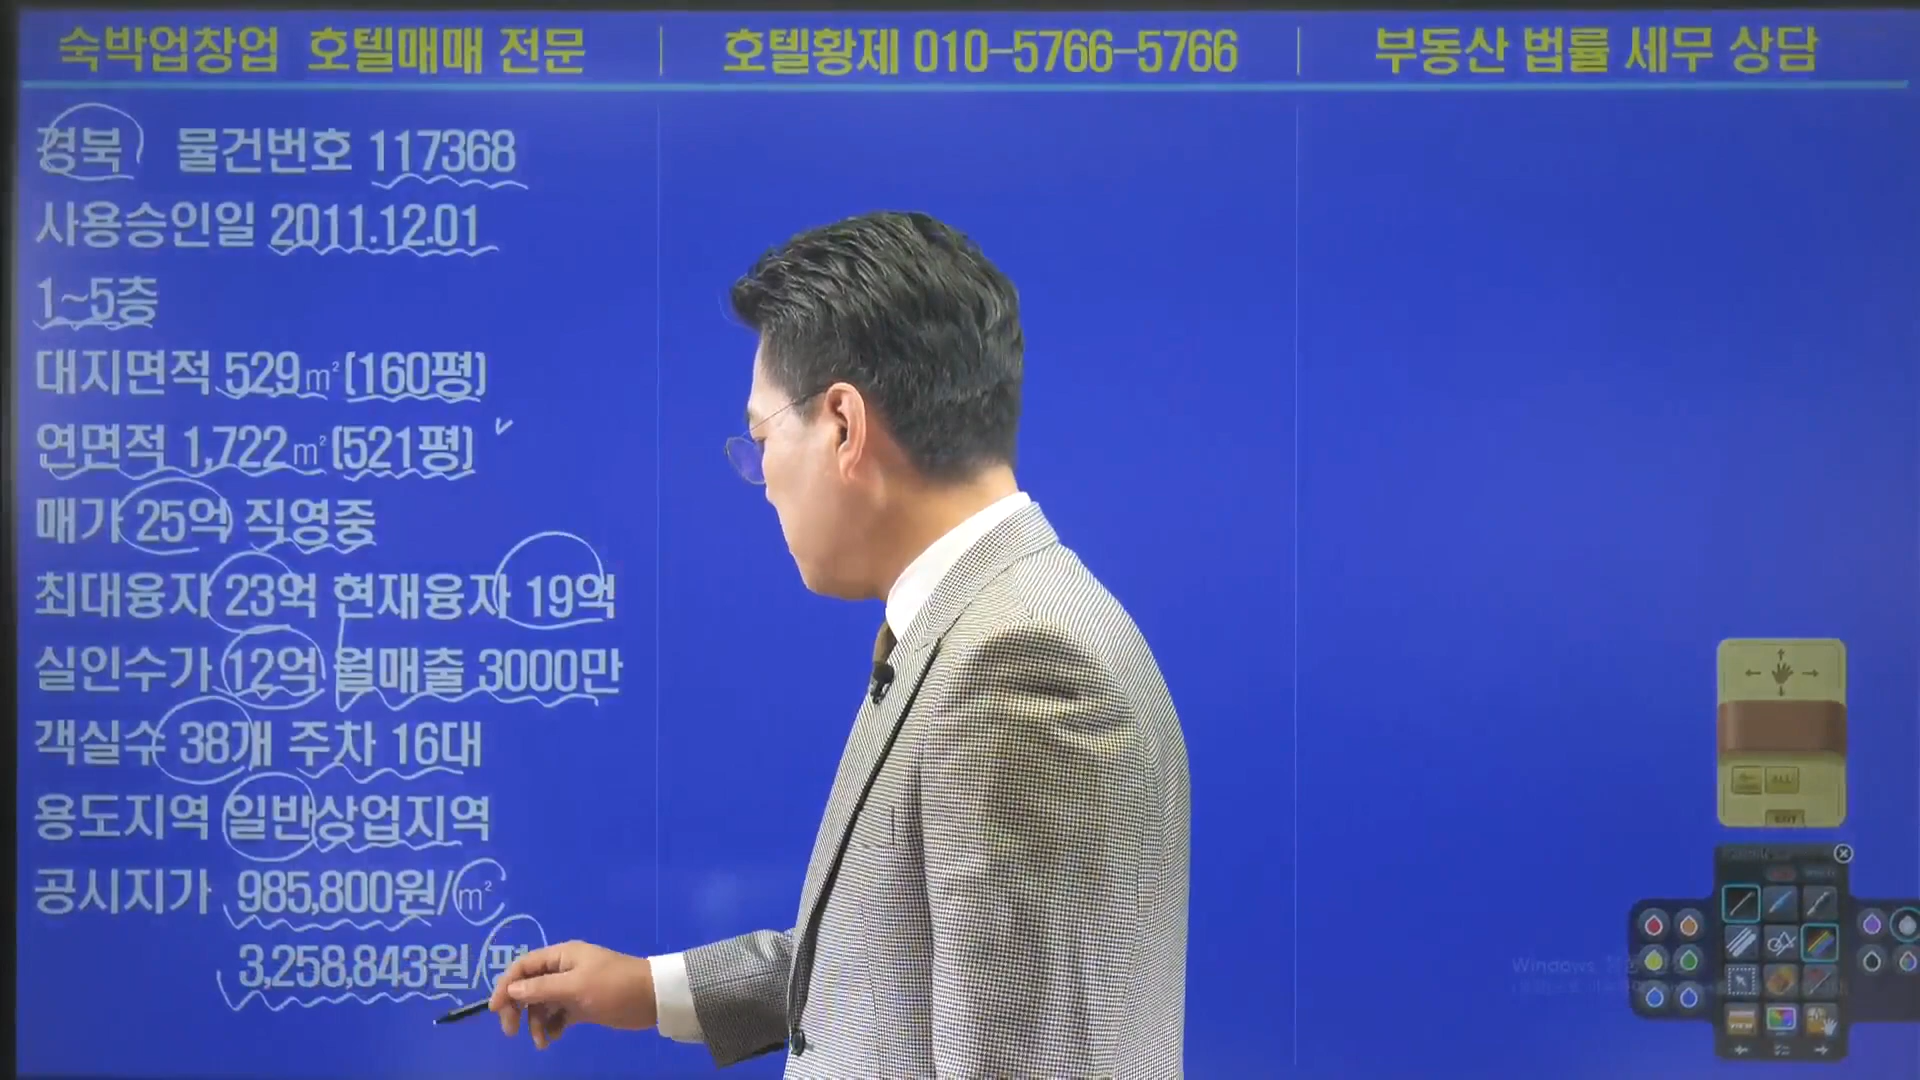 숙박업창업 호텔매매 전문
호텔황제 010-5766-5766
부동산 법률 세무 상담
경북 물건번호 117368
사용승인일 2011.12.01
1~5층
대지면적 529㎡(160평)
연면적 1,722㎡(521평)
매가 25억 직영중
최대융자 23억 현재융자 19억
실인수가 12억 월매출 3000만
객실수 38개 주차 16대
용도지역 일반상업지역
공시지가 985,800원/㎡
3,258,843원/평
ALL
EXIT
Windows
VIEW